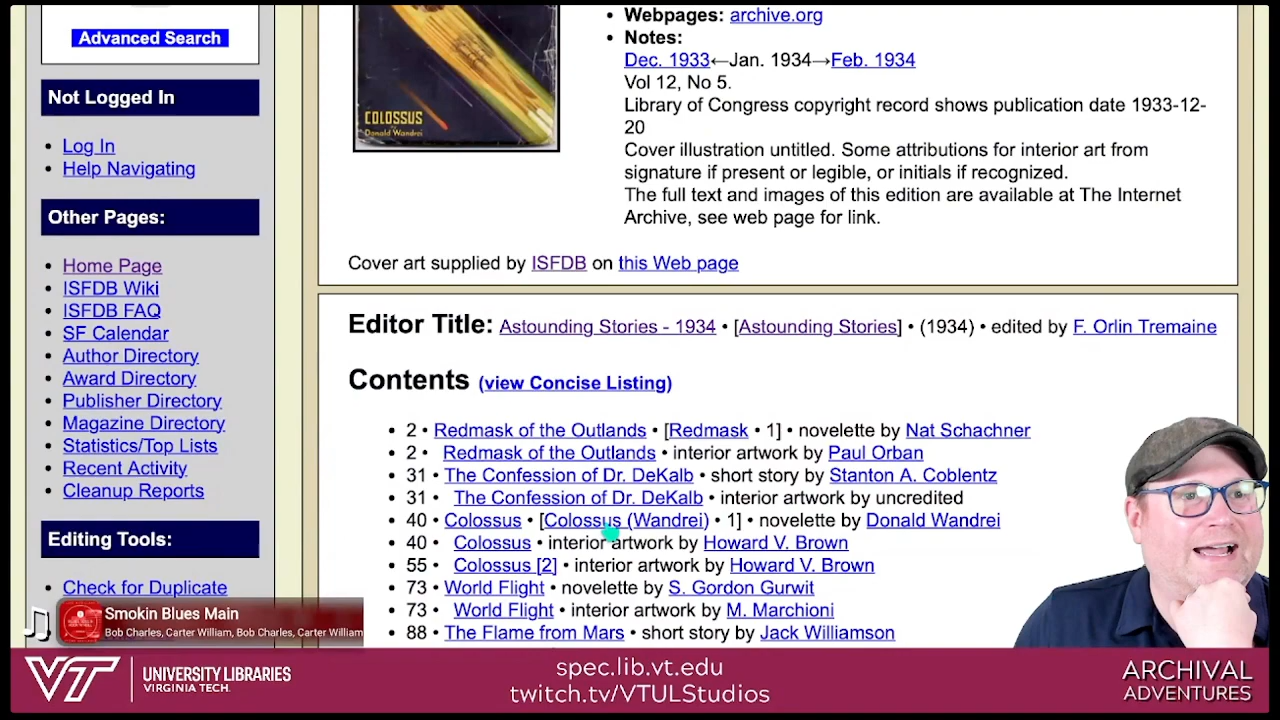 Advanced Search
Not Logged In
• Log In
• Help Navigating
Other Pages:
• Home Page
• ISFDB Wiki
• ISFDB FAQ
• SF Calendar
• Author Directory
• Award Directory
• Publisher Directory
• Magazine Directory
• Statistics/Top Lists
• Recent Activity
• Cleanup Reports
Editing Tools:
• Check for Duplicate
COLOSSUS
Donald Wandrei
• Webpages: archive.org
• Notes:
Dec. 1933←Jan. 1934→Feb. 1934
Vol 12, No 5.
Library of Congress copyright record shows publication date 1933-12-
20
Cover illustration untitled. Some attributions for interior art from
signature if present or legible, or initials if recognized.
The full text and images of this edition are available at The Internet
Archive, see web page for link.
Cover art supplied by ISFDB on this Web page
Editor Title: Astounding Stories - 1934 • [Astounding Stories] • (1934) • edited by F. Orlin Tremaine
Contents (view Concise Listing)
• 2 • Redmask of the Outlands • [Redmask • 1] • novelette by Nat Schachner
• 2 • Redmask of the Outlands • interior artwork by Paul Orban
• 31 • The Confession of Dr. DeKalb • short story by Stanton A. Coblentz
• 31 • The Confession of Dr. DeKalb • interior artwork by uncredited
• 40 • Colossus • [Colossus (Wandrei) • 1] • novelette by Donald Wandrei
• 40 • Colossus • interior artwork by Howard V. Brown
• 55 • Colossus [2] • interior artwork by Howard V. Brown
• 73 • World Flight • novelette by S. Gordon Gurwit
• 73 • World Flight • interior artwork by M. Marchioni
• 88 • The Flame from Mars • short story by Jack Williamson
Smokin Blues Main
Bob Charles, Carter William, Bob Charles, Carter William
VT
UNIVERSITY LIBRARIES
VIRGINIA TECH.
spec.lib.vt.edu
twitch.tv/VTULStudios
ARCHIVAL
ADVENTURES